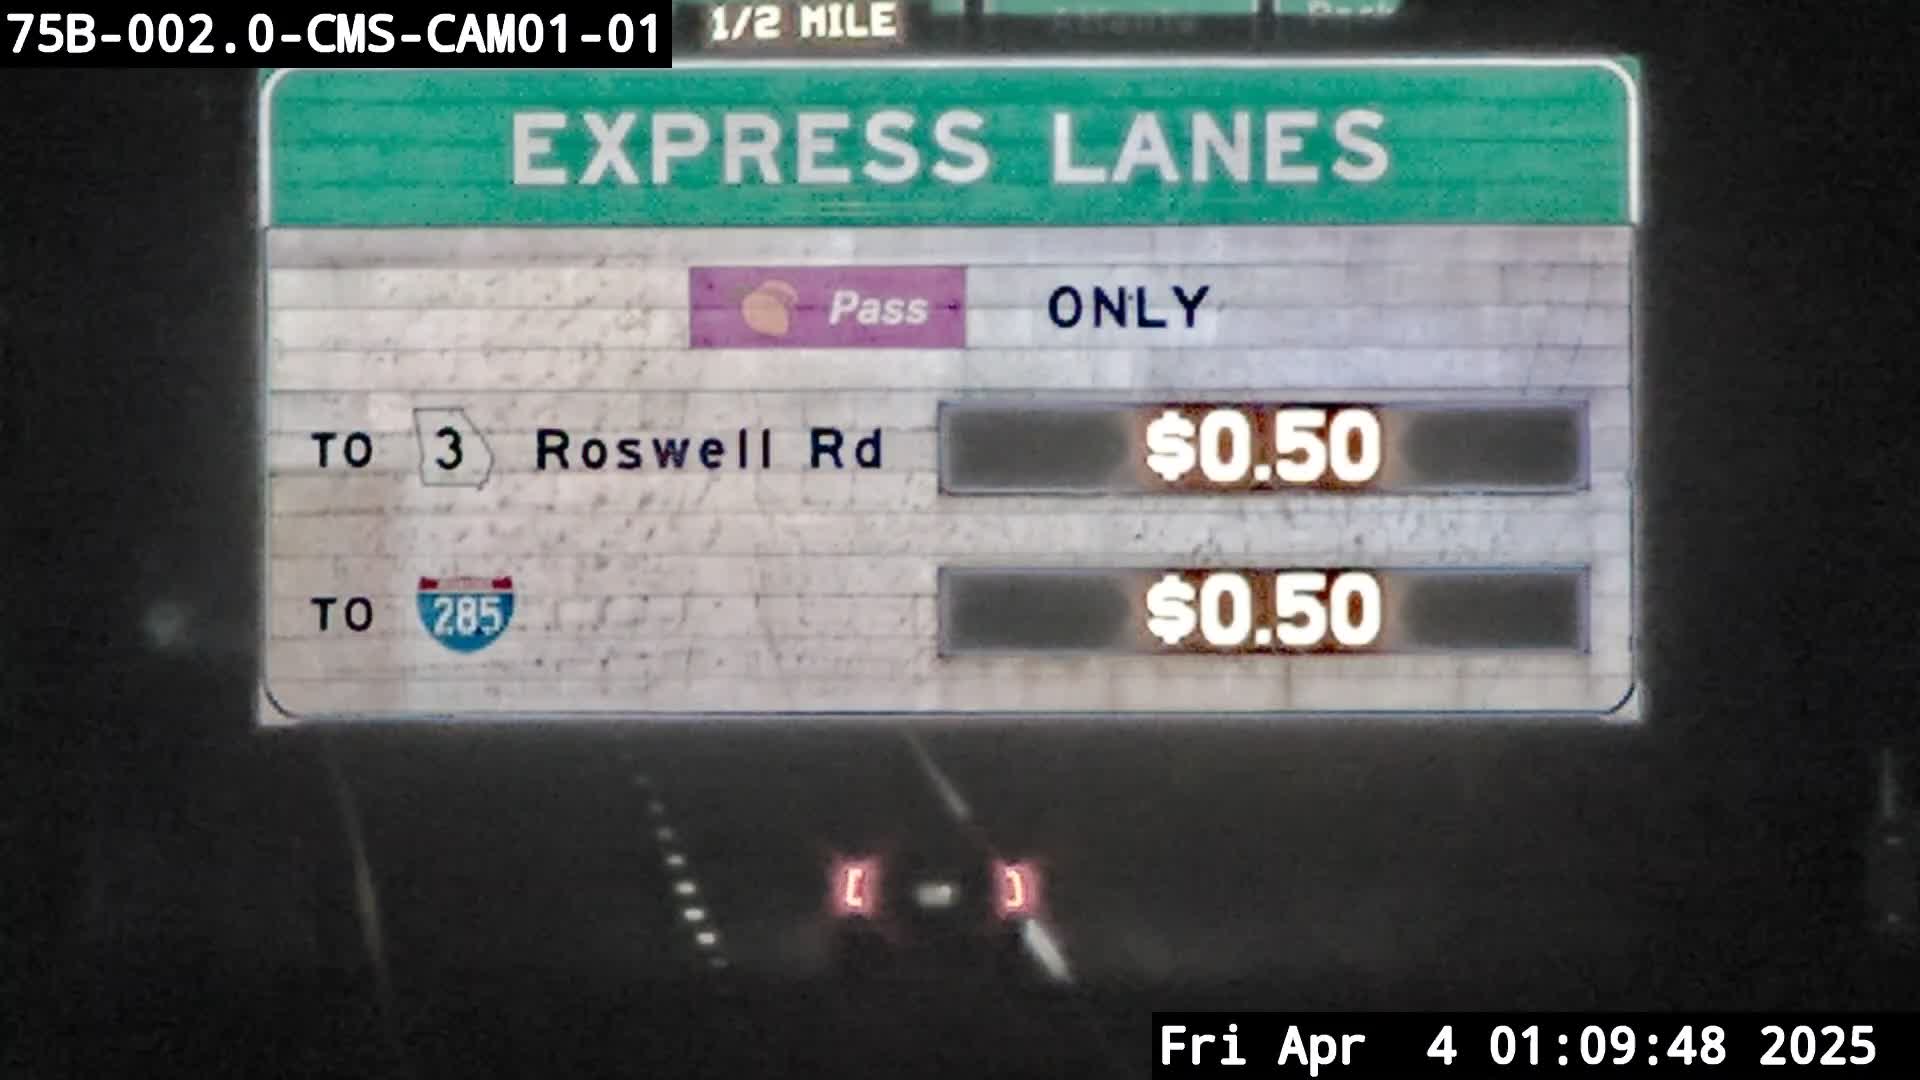 75B-002.0-CMS-CAM01-01
1/2 MILE
EXPRESS LANES
Pass ONLY
TO 3 Roswell Rd $0.50
TO 285 $0.50
Fri Apr 4 01:09:48 2025